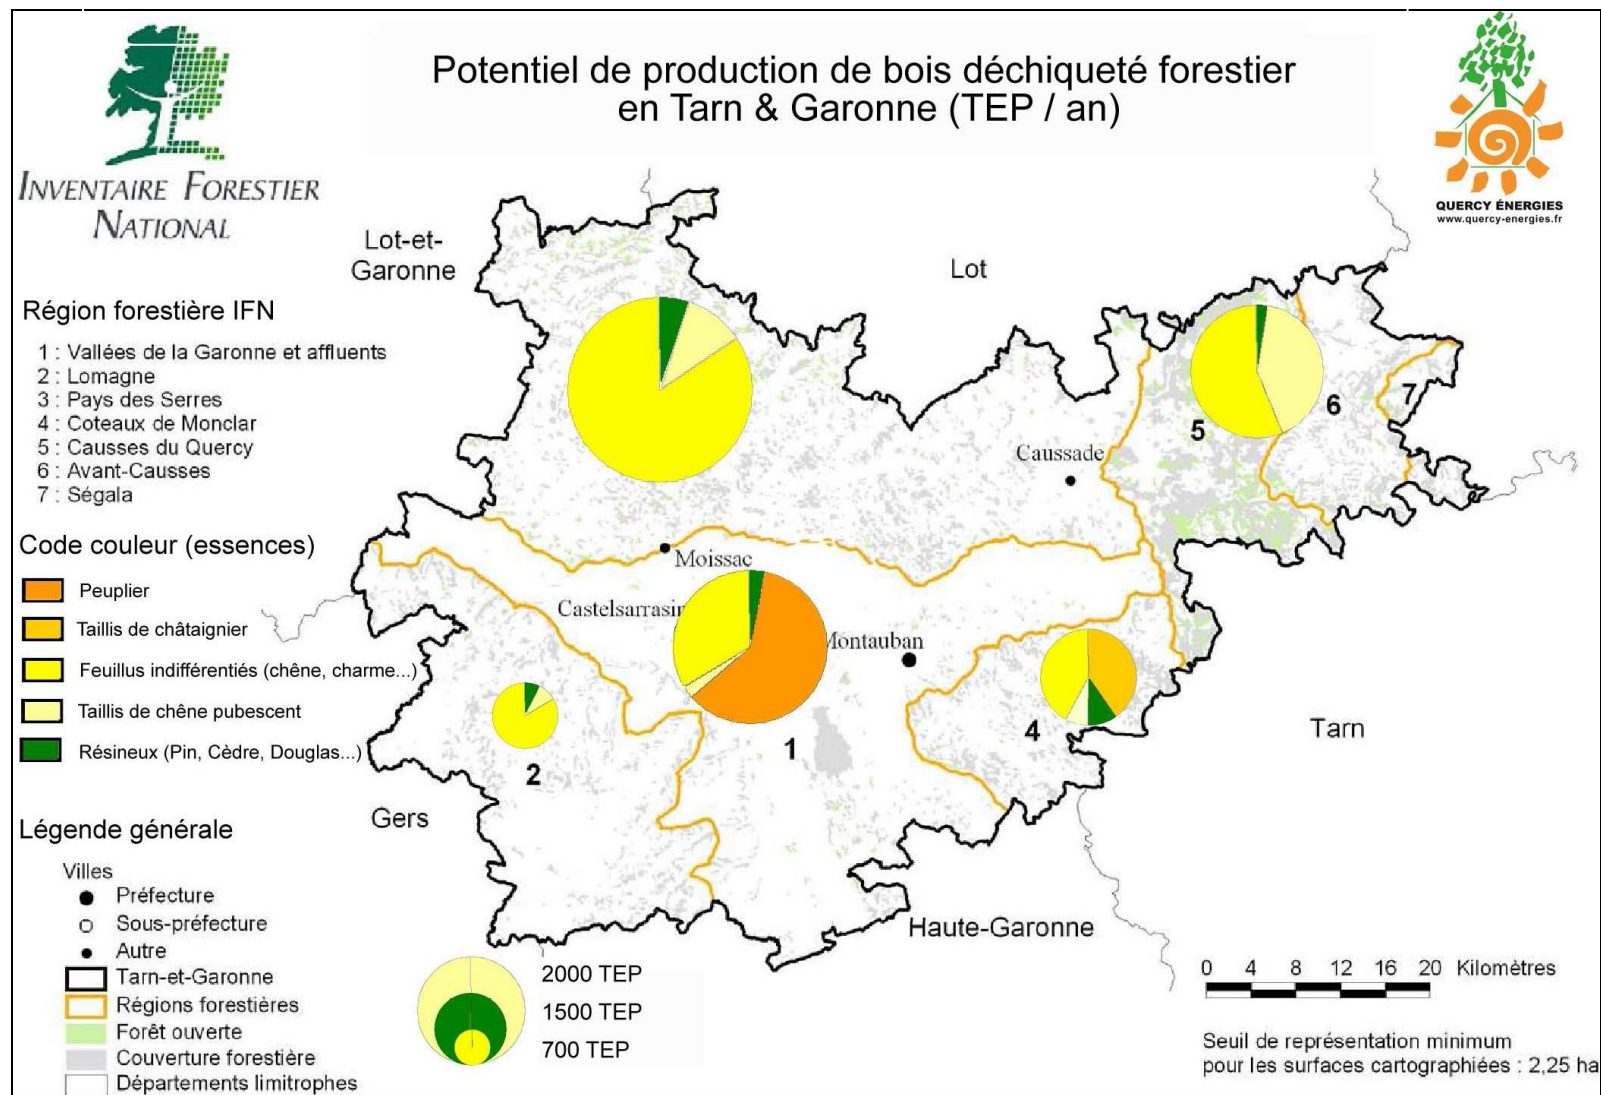 Potentiel de production de bois déchiqueté forestier
en Tarn & Garonne (TEP / an)
INVENTAIRE FORESTIER
NATIONAL
QUERCY ÉNERGIES
www.quercy-energies.fr
Lot-et-
Garonne
Lot
Région forestière IFN
1 : Vallées de la Garonne et affluents
2 : Lomagne
3 : Pays des Serres
4 : Coteaux de Monclar
5 : Causses du Quercy
6 : Avant-Causses
7 : Ségala
7
6
5
Caussade
Code couleur (essences)
Peuplier
Taillis de châtaignier
Feuillus indifférentiés (chêne, charme...)
Taillis de chêne pubescent
Résineux (Pin, Cèdre, Douglas...)
Moissac
Castelsarrasin
Montauban
4
1
2
Tarn
Gers
Haute-Garonne
Légende générale
Villes
Préfecture
Sous-préfecture
Autre
Tarn-et-Garonne
Régions forestières
Forêt ouverte
Couverture forestière
Départements limitrophes
2000 TEP
1500 TEP
700 TEP
0 4 8 12 16 20 Kilomètres
Seuil de représentation minimum
pour les surfaces cartographiées : 2,25 ha